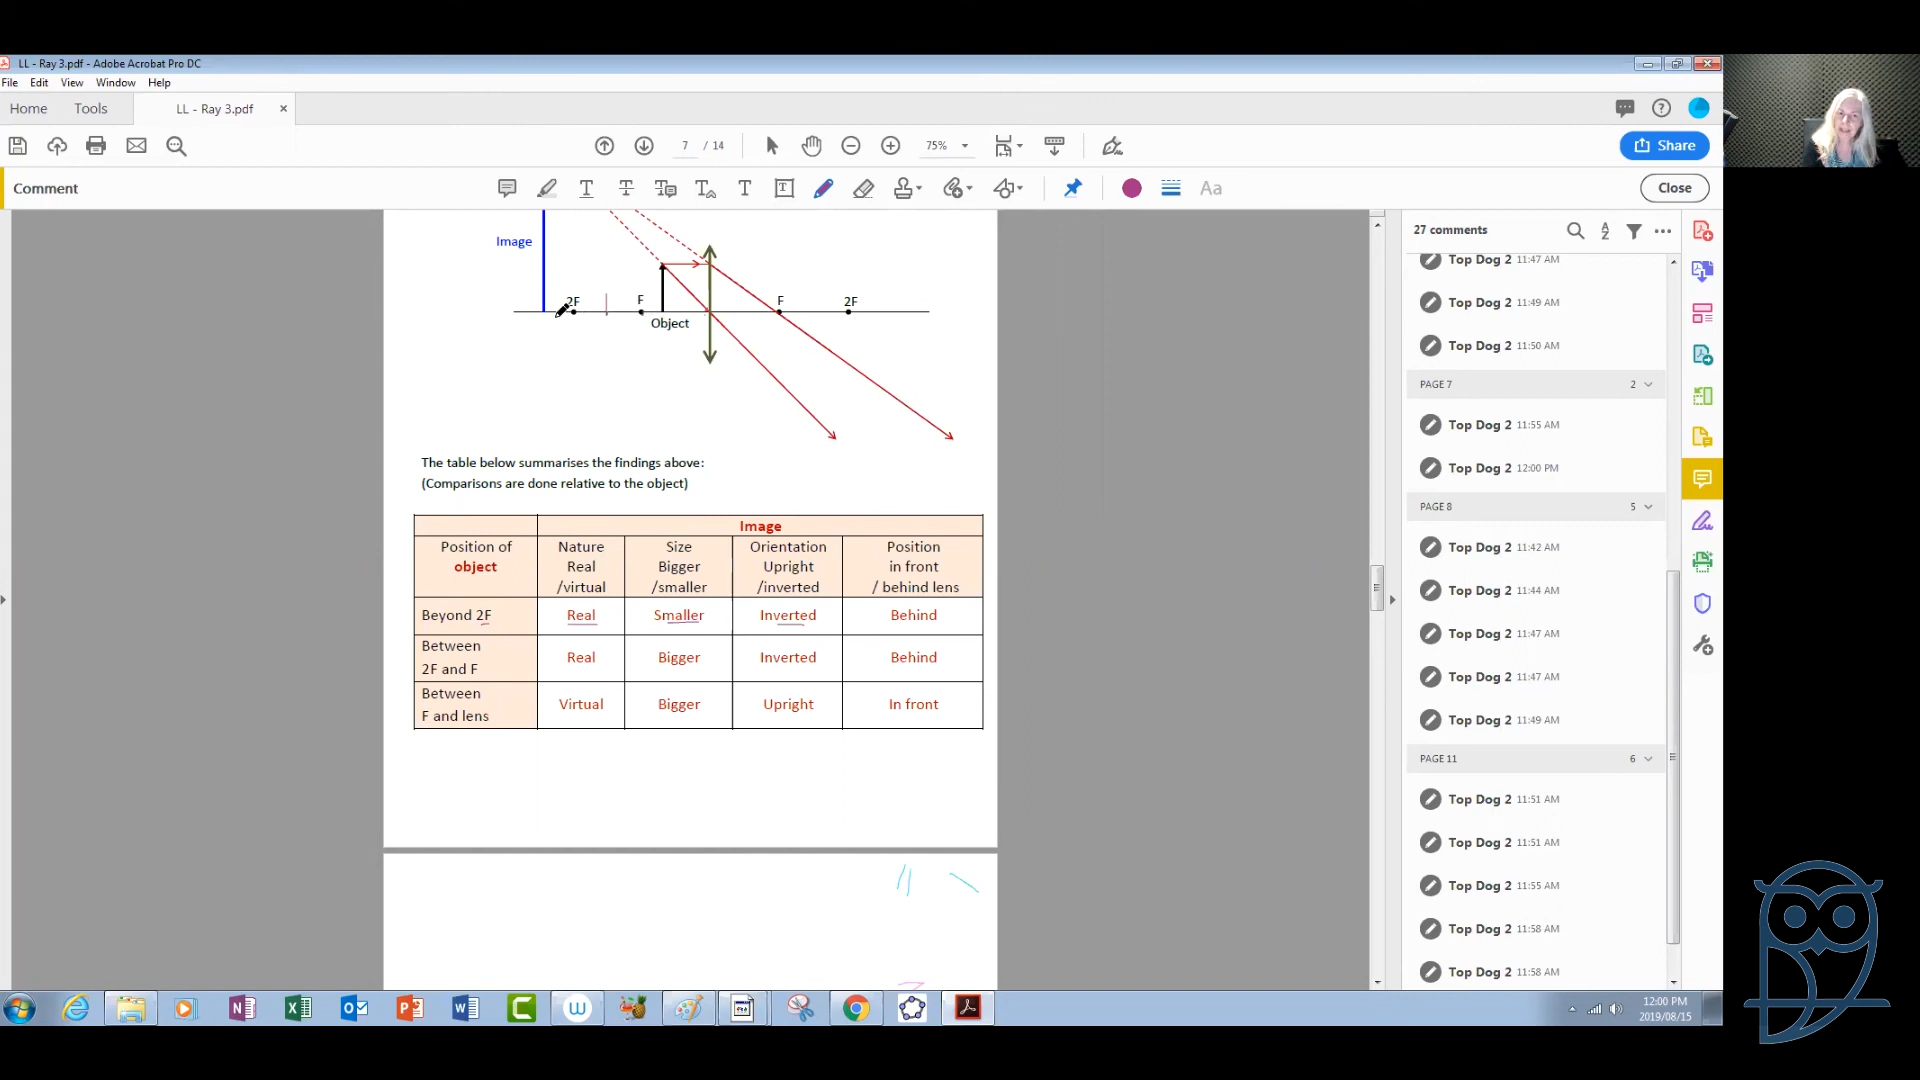 LL - Ray 3.pdf - Adobe Acrobat Pro DC
File Edit View Window Help
Home Tools LL - Ray 3.pdf ×
7 / 14 75% Share
Comment Aa Close
Image
2F F F 2F
Object
The table below summarises the findings above:
(Comparisons are done relative to the object)
Image
Position of object
Nature Real /virtual
Size Bigger /smaller
Orientation Upright /inverted
Position in front / behind lens
Beyond 2F Real Smaller Inverted Behind
Between 2F and F Real Bigger Inverted Behind
Between F and lens Virtual Bigger Upright In front
27 comments
Top Dog 2 11:47 AM
Top Dog 2 11:49 AM
Top Dog 2 11:50 AM
PAGE 7 2
Top Dog 2 11:55 AM
Top Dog 2 12:00 PM
PAGE 8 5
Top Dog 2 11:42 AM
Top Dog 2 11:44 AM
Top Dog 2 11:47 AM
Top Dog 2 11:47 AM
Top Dog 2 11:49 AM
PAGE 11 6
Top Dog 2 11:51 AM
Top Dog 2 11:51 AM
Top Dog 2 11:55 AM
Top Dog 2 11:58 AM
Top Dog 2 11:58 AM
12:00 PM
2019/08/15